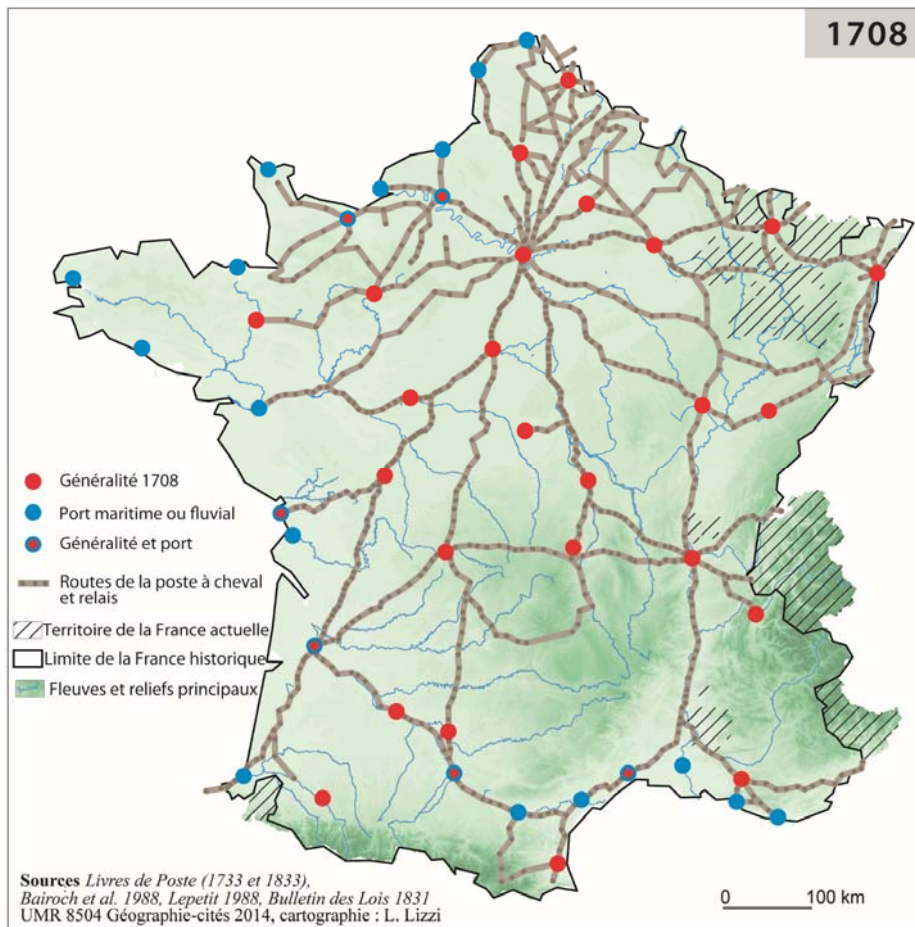 1708
Généralité 1708
Port maritime ou fluvial
Généralité et port
Routes de la poste à cheval
et relais
Territoire de la France actuelle
Limite de la France historique
Fleuves et reliefs principaux
Sources Livres de Poste (1733 et 1833),
Bairoch et al. 1988, Lepetit 1988, Bulletin des Lois 1831
UMR 8504 Géographie-cités 2014, cartographie : L. Lizzi
0 100 km